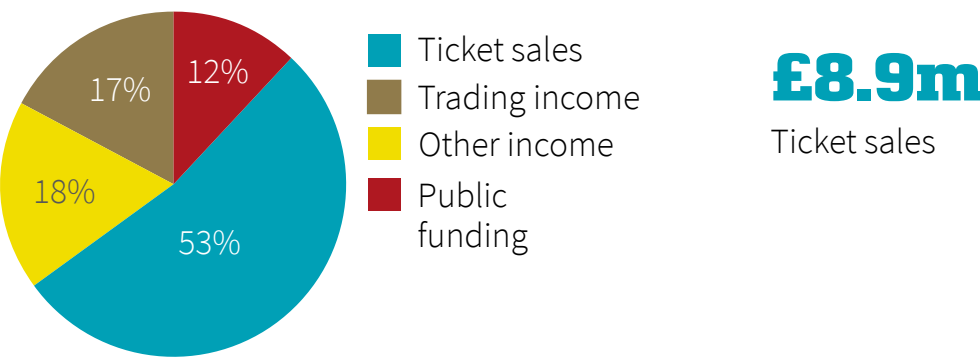 12%
17%
18%
53%
Ticket sales
Trading income
Other income
Public
funding
£8.9m
Ticket sales